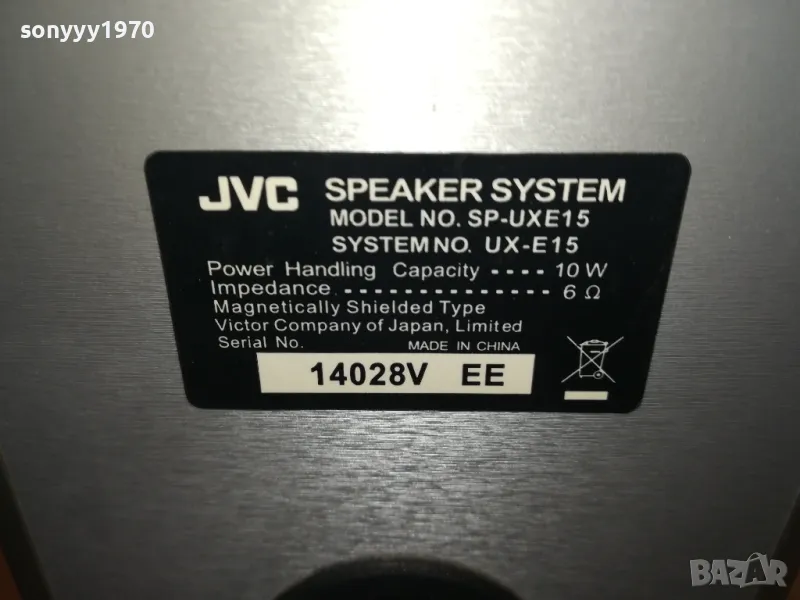 sonyyy1970
JVC SPEAKER SYSTEM
MODEL NO. SP-UXE15
SYSTEM NO. UX-E15
Power Handling Capacity ---- 10 W
Impedance --------------- 6 Ω
Magnetically Shielded Type
Victor Company of Japan, Limited
Serial No. MADE IN CHINA
14028V EE
BAZAR